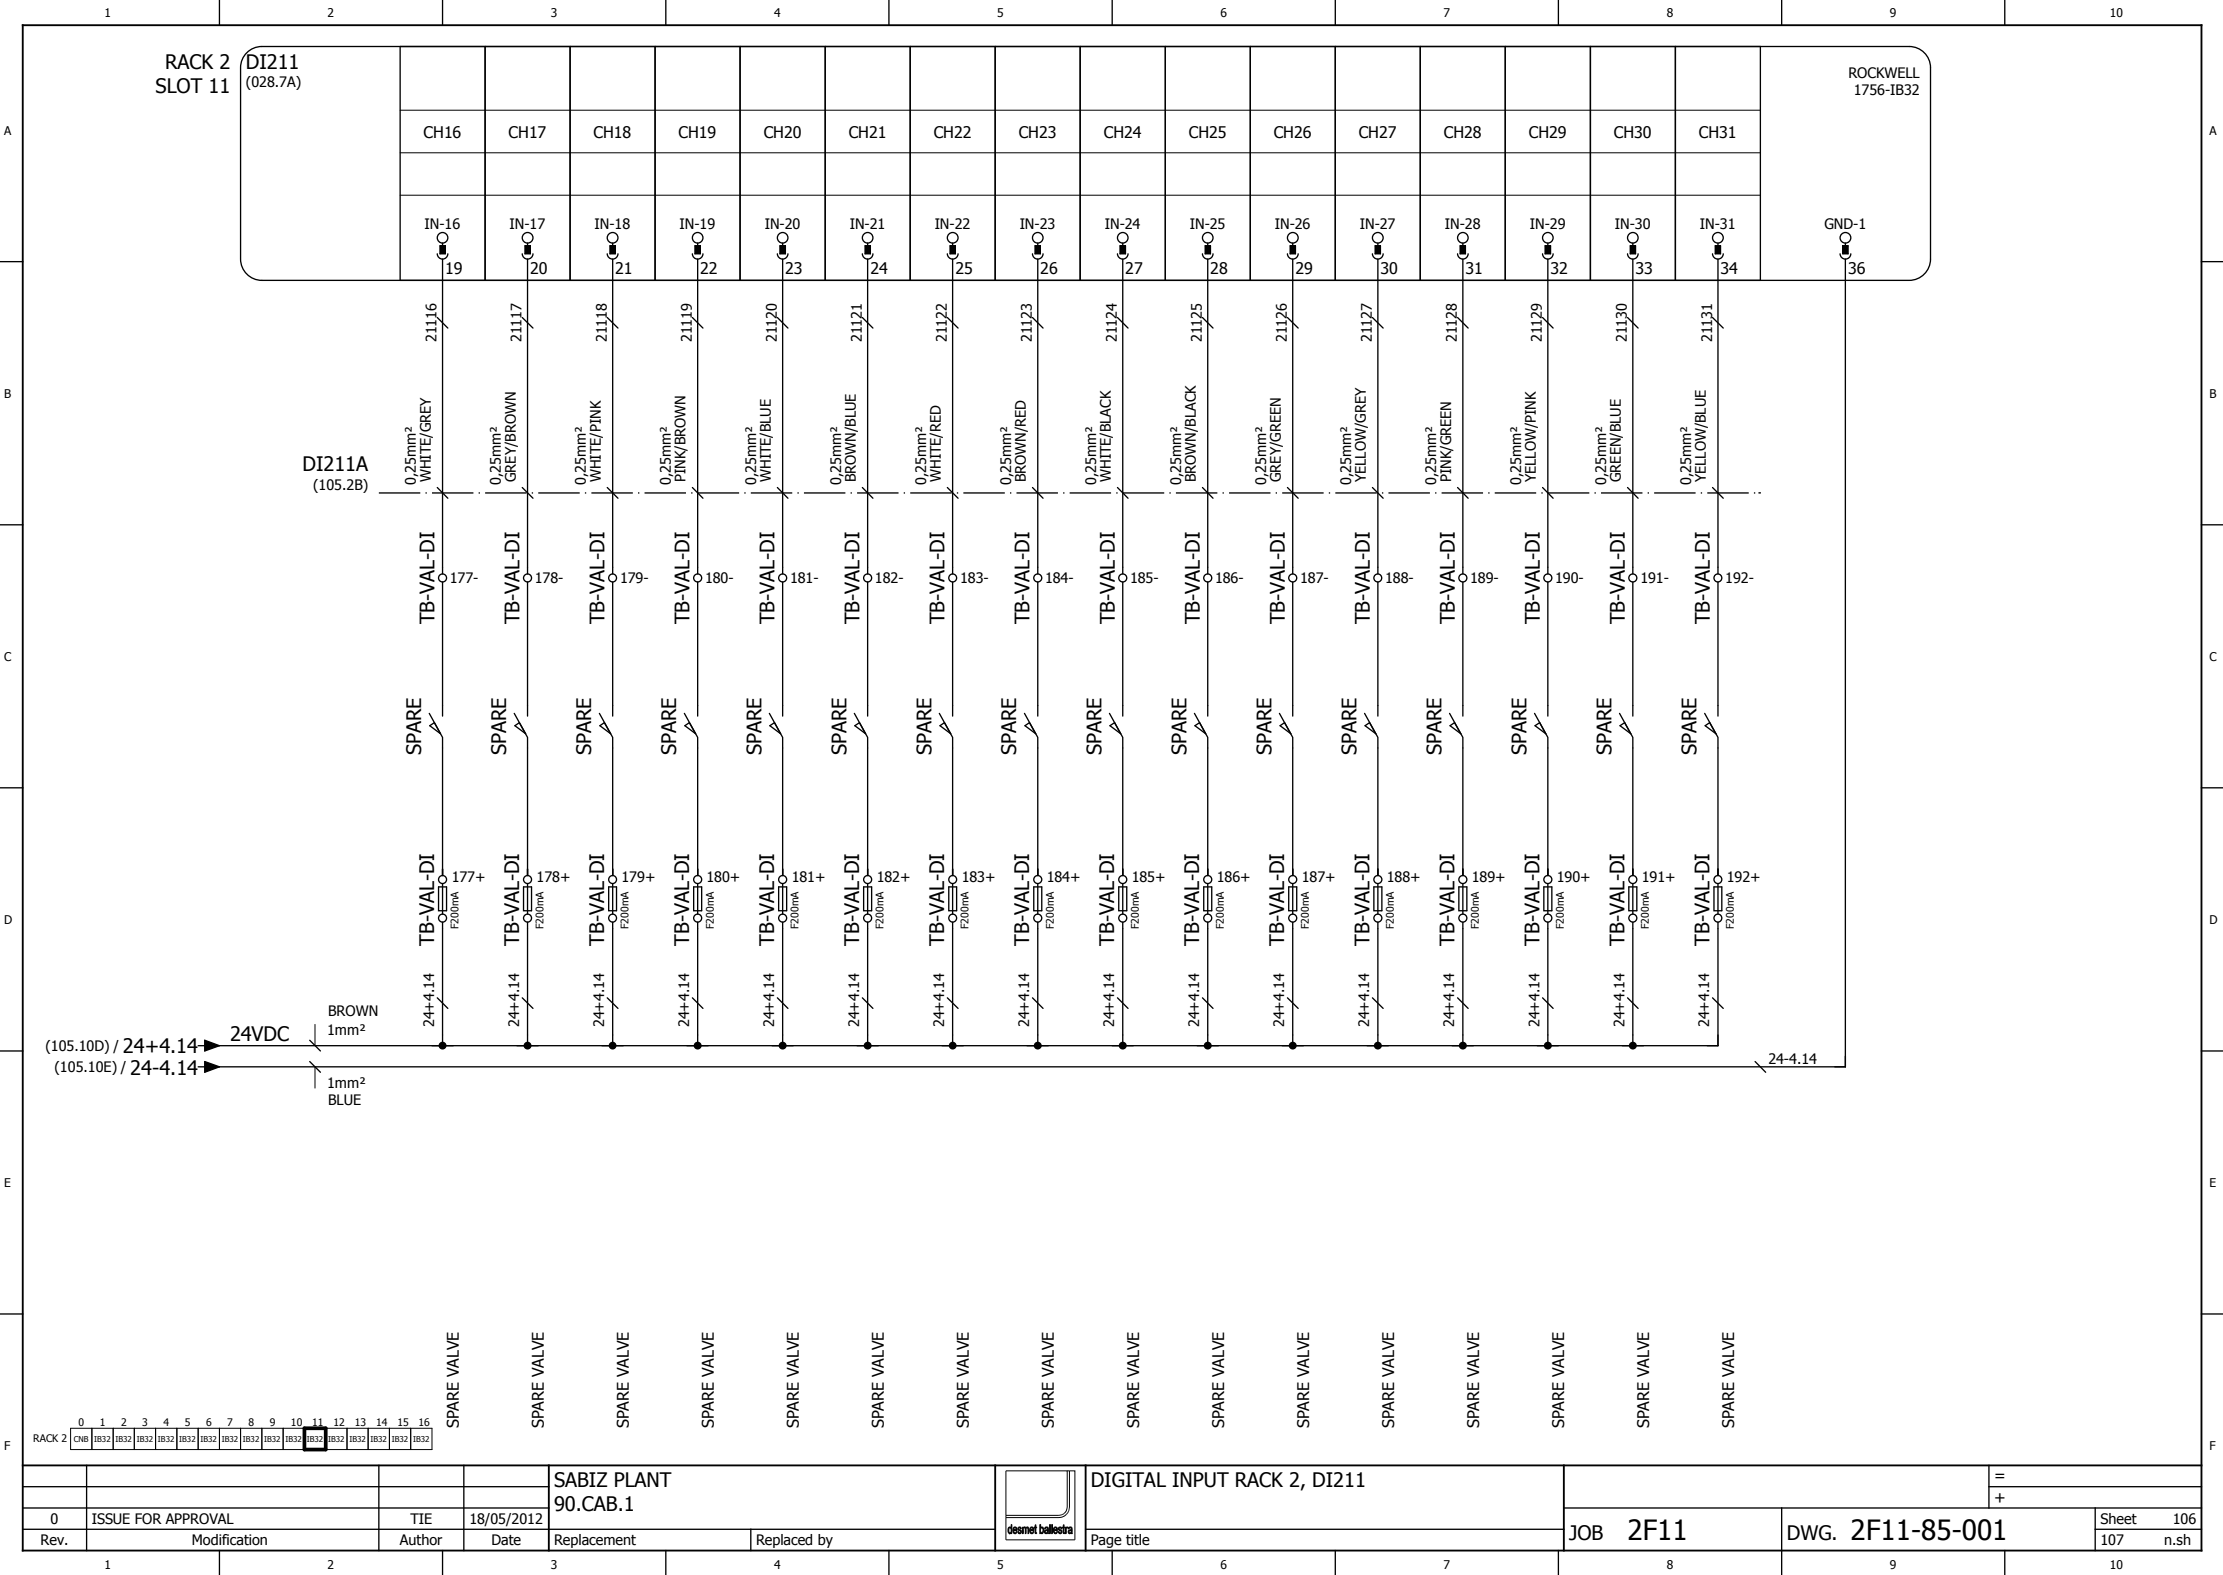 1 2 3 4 5 6 7 8 9 10
RACK 2
SLOT 11
DI211
(028.7A)
ROCKWELL
1756-IB32
A A
CH16 CH17 CH18 CH19 CH20 CH21 CH22 CH23 CH24 CH25 CH26 CH27 CH28 CH29 CH30 CH31
IN-16 IN-17 IN-18 IN-19 IN-20 IN-21 IN-22 IN-23 IN-24 IN-25 IN-26 IN-27 IN-28 IN-29 IN-30 IN-31 GND-1
19 20 21 22 23 24 25 26 27 28 29 30 31 32 33 34 36
21116 21117 21118 21119 21120 21121 21122 21123 21124 21125 21126 21127 21128 21129 21130 21131
B B
0,25mm² 0,25mm² 0,25mm² 0,25mm² 0,25mm² 0,25mm² 0,25mm² 0,25mm² 0,25mm² 0,25mm² 0,25mm² 0,25mm² 0,25mm² 0,25mm² 0,25mm² 0,25mm²
WHITE/GREY GREY/BROWN WHITE/PINK PINK/BROWN WHITE/BLUE BROWN/BLUE WHITE/RED BROWN/RED WHITE/BLACK BROWN/BLACK GREY/GREEN YELLOW/GREY PINK/GREEN YELLOW/PINK GREEN/BLUE YELLOW/BLUE
DI211A
(105.2B)
TB-VAL-DI TB-VAL-DI TB-VAL-DI TB-VAL-DI TB-VAL-DI TB-VAL-DI TB-VAL-DI TB-VAL-DI TB-VAL-DI TB-VAL-DI TB-VAL-DI TB-VAL-DI TB-VAL-DI TB-VAL-DI TB-VAL-DI TB-VAL-DI
177- 178- 179- 180- 181- 182- 183- 184- 185- 186- 187- 188- 189- 190- 191- 192-
C C
SPARE SPARE SPARE SPARE SPARE SPARE SPARE SPARE SPARE SPARE SPARE SPARE SPARE SPARE SPARE SPARE
TB-VAL-DI TB-VAL-DI TB-VAL-DI TB-VAL-DI TB-VAL-DI TB-VAL-DI TB-VAL-DI TB-VAL-DI TB-VAL-DI TB-VAL-DI TB-VAL-DI TB-VAL-DI TB-VAL-DI TB-VAL-DI TB-VAL-DI TB-VAL-DI
177+ 178+ 179+ 180+ 181+ 182+ 183+ 184+ 185+ 186+ 187+ 188+ 189+ 190+ 191+ 192+
F200mA F200mA F200mA F200mA F200mA F200mA F200mA F200mA F200mA F200mA F200mA F200mA F200mA F200mA F200mA F200mA
D D
24+4.14 24+4.14 24+4.14 24+4.14 24+4.14 24+4.14 24+4.14 24+4.14 24+4.14 24+4.14 24+4.14 24+4.14 24+4.14 24+4.14 24+4.14 24+4.14
BROWN
1mm²
24VDC
(105.10D) / 24+4.14
(105.10E) / 24-4.14
24-4.14
1mm²
BLUE
E E
SPARE VALVE SPARE VALVE SPARE VALVE SPARE VALVE SPARE VALVE SPARE VALVE SPARE VALVE SPARE VALVE SPARE VALVE SPARE VALVE SPARE VALVE SPARE VALVE SPARE VALVE SPARE VALVE SPARE VALVE SPARE VALVE
0 1 2 3 4 5 6 7 8 9 10 11 12 13 14 15 16
RACK 2 CNB IB32 IB32 IB32 IB32 IB32 IB32 IB32 IB32 IB32 IB32 IB32 IB32 IB32 IB32 IB32 IB32
F F
SABIZ PLANT
90.CAB.1
desmet ballestra
DIGITAL INPUT RACK 2, DI211
=
+
0 ISSUE FOR APPROVAL TIE 18/05/2012
Rev. Modification Author Date Replacement Replaced by Page title
JOB 2F11
DWG. 2F11-85-001
Sheet 106
107 n.sh
1 2 3 4 5 6 7 8 9 10